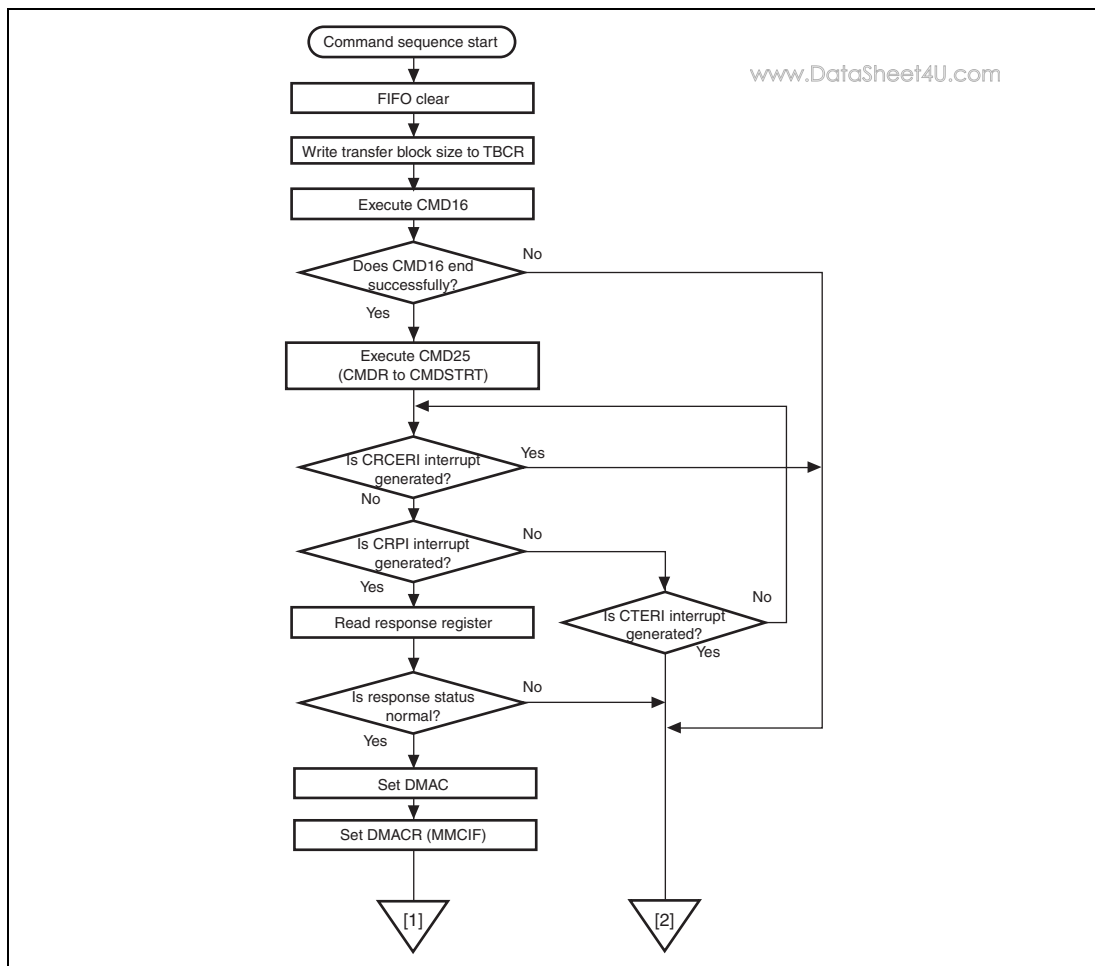 Command sequence start
www.DataSheet4U.com
FIFO clear
Write transfer block size to TBCR
Execute CMD16
No
Does CMD16 end
successfully?
Yes
Execute CMD25
(CMDR to CMDSTRT)
Is CRCERI interrupt
generated?
Yes
No
No
Is CRPI interrupt
generated?
Yes
No
Read response register
Is CTERI interrupt
generated?
Yes
No
Is response status
normal?
Yes
Set DMAC
Set DMACR (MMCIF)
[1]
[2]